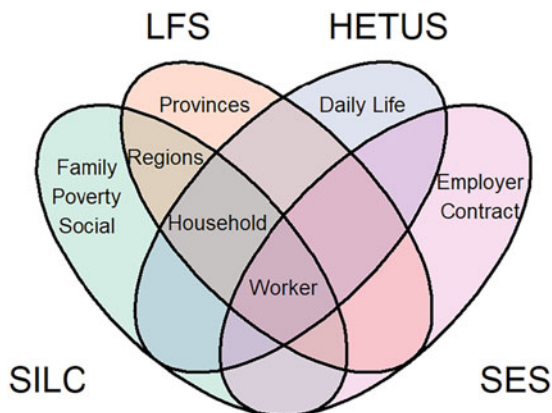 LFS
HETUS
Provinces
Daily Life
Regions
Family
Poverty
Social
Employer
Contract
Household
Worker
SILC
SES